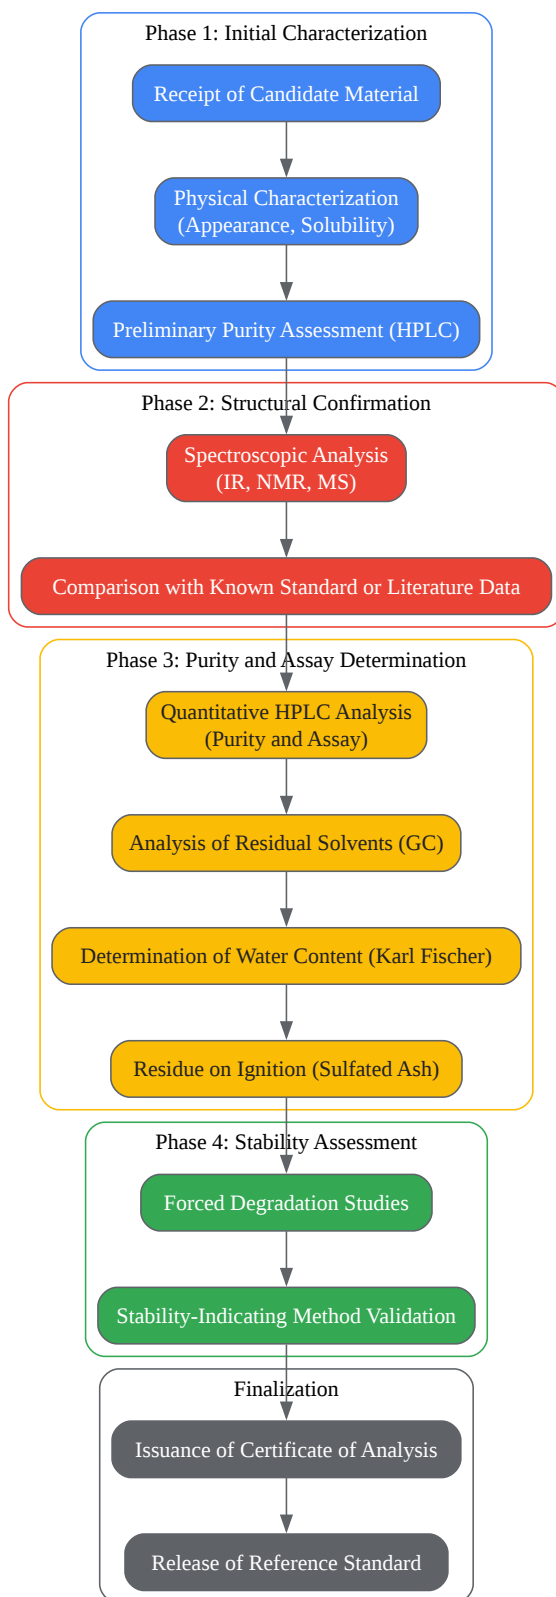 Phase 1: Initial Characterization
Receipt of Candidate Material
Physical Characterization
(Appearance, Solubility)
Preliminary Purity Assessment (HPLC)
Phase 2: Structural Confirmation
Spectroscopic Analysis
(IR, NMR, MS)
Comparison with Known Standard or Literature Data
Phase 3: Purity and Assay Determination
Quantitative HPLC Analysis
(Purity and Assay)
Analysis of Residual Solvents (GC)
Determination of Water Content (Karl Fischer)
Residue on Ignition (Sulfated Ash)
Phase 4: Stability Assessment
Forced Degradation Studies
Stability-Indicating Method Validation
Finalization
Issuance of Certificate of Analysis
Release of Reference Standard